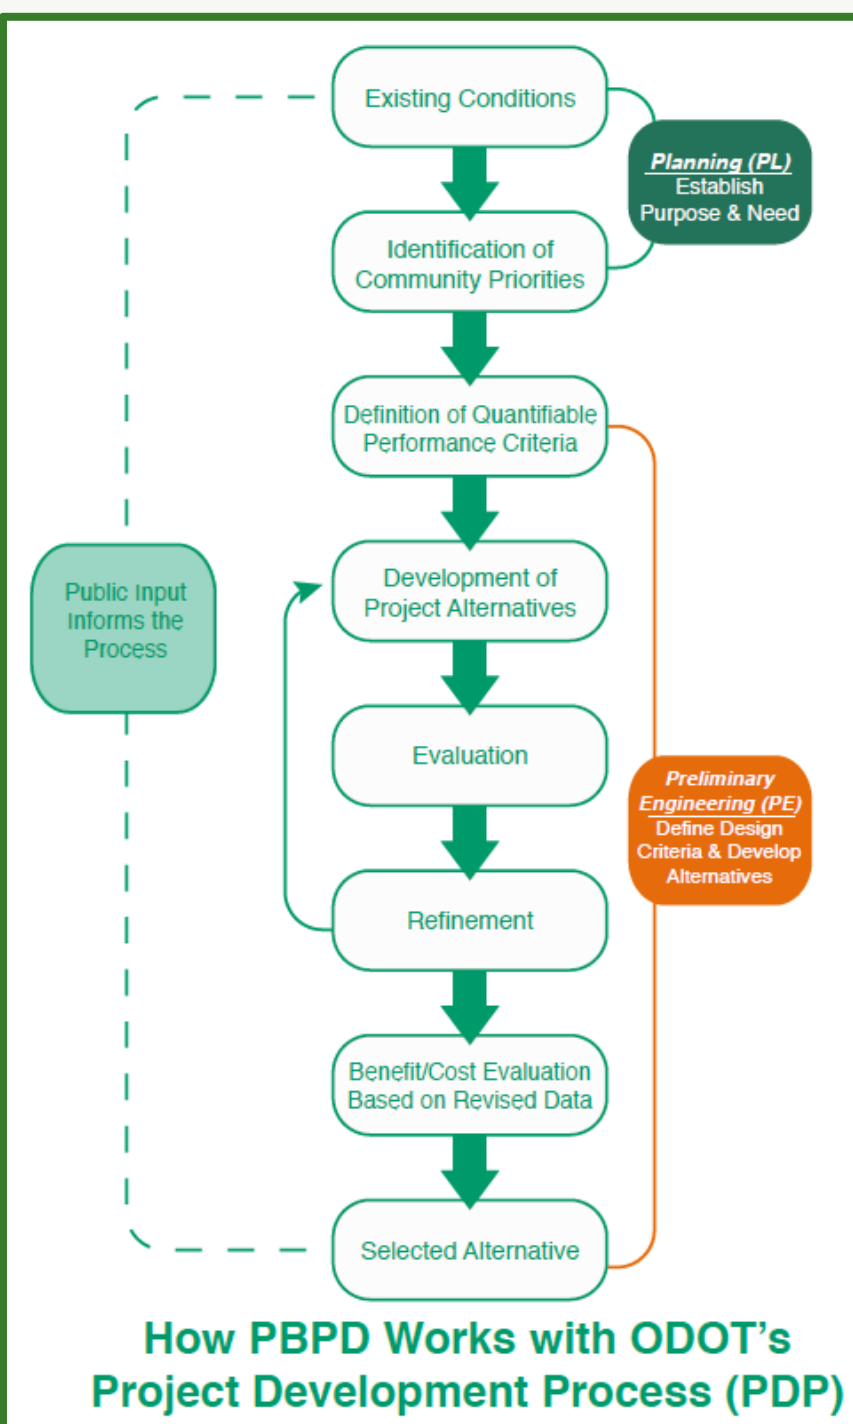 Existing Conditions
Planning (PL)
Establish
Purpose & Need
Identification of
Community Priorities
Definition of Quantifiable
Performance Criteria
Public Input
Informs the
Process
Development of
Project Alternatives
Evaluation
Preliminary
Engineering (PE)
Define Design
Criteria & Develop
Alternatives
Refinement
Benefit/Cost Evaluation
Based on Revised Data
Selected Alternative
How PBPD Works with ODOT's
Project Development Process (PDP)